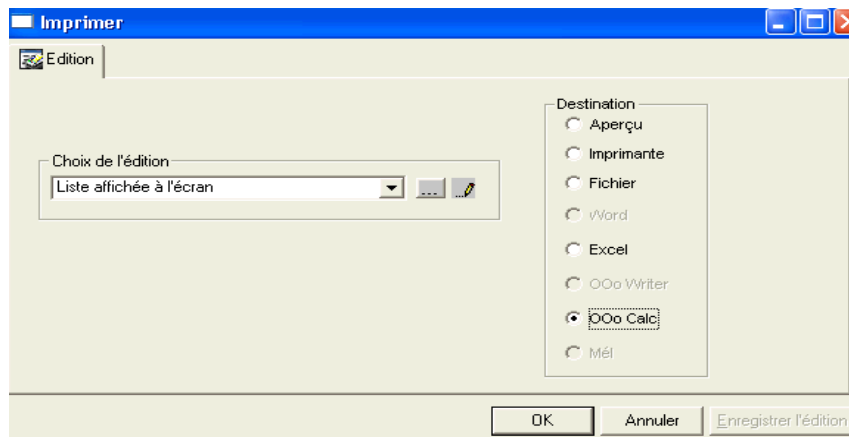 Imprimer
Edition
Choix de l'édition
Liste affichée à l'écran
...
Destination
Aperçu
Imprimante
Fichier
Word
Excel
OOo Writer
OOo Calc
Mél
OK Annuler Enregistrer l'édition